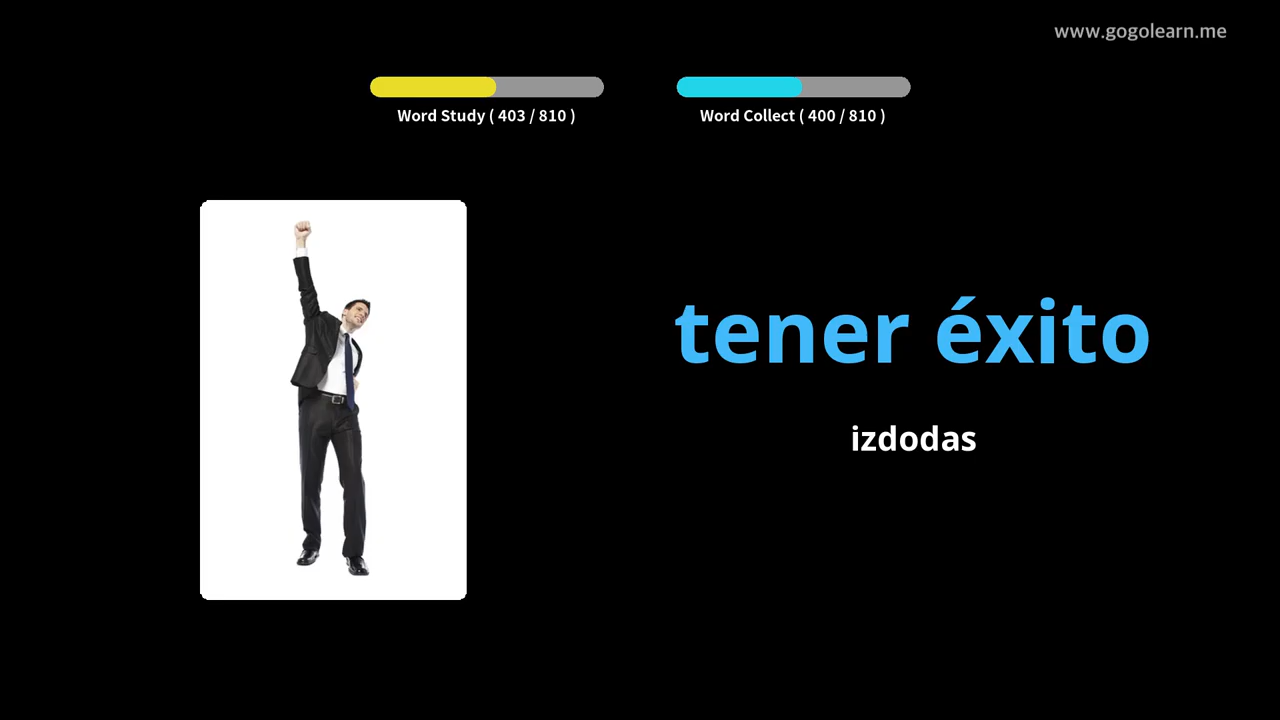 www.gogolearn.me
Word Study ( 403 / 810 )
Word Collect ( 400 / 810 )
tener éxito
izdodas